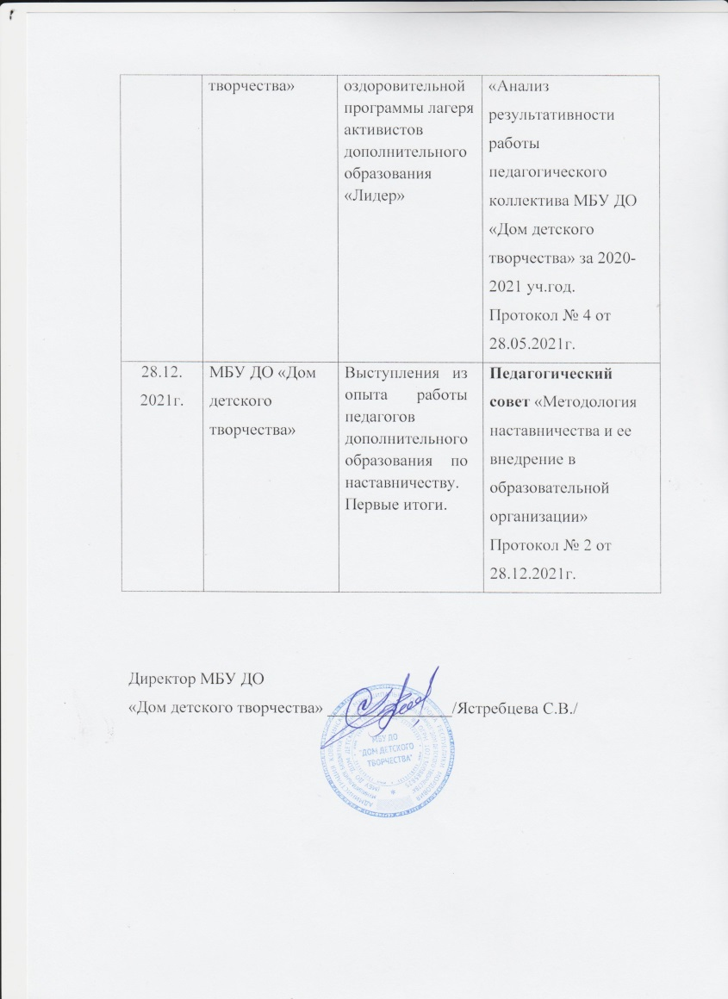 творчества»
оздоровительной
программы лагеря
активистов
дополнительного
образования
«Лидер»
«Анализ
результативности
работы
педагогического
коллектива МБУ ДО
«Дом детского
творчества» за 2020-
2021 уч.год.
Протокол № 4 от
28.05.2021г.
28.12.
2021г.
МБУ ДО «Дом
детского
творчества»
Выступления из
опыта работы
педагогов
дополнительного
образования по
наставничеству.
Первые итоги.
Педагогический
совет «Методология
наставничества и ее
внедрение в
образовательной
организации»
Протокол № 2 от
28.12.2021г.
Директор МБУ ДО
«Дом детского творчества» /Ястребцева С.В./
МБУ ДО
"ДОМ ДЕТСКОГО
ТВОРЧЕСТВА"